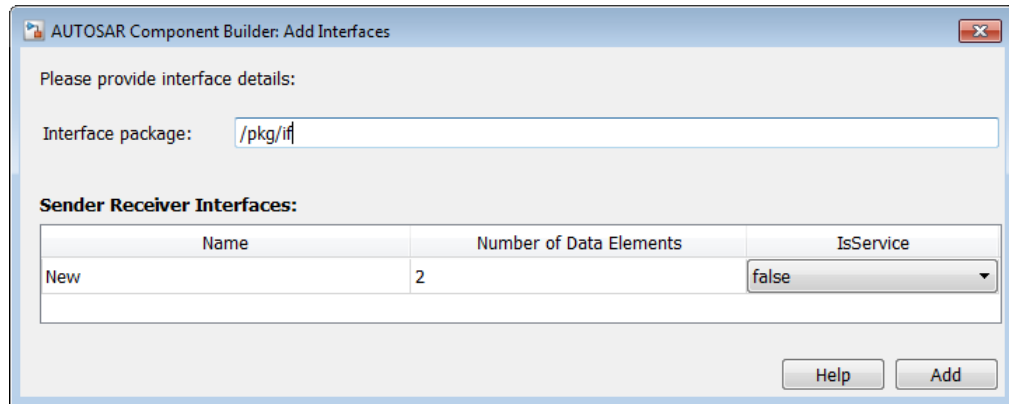 AUTOSAR Component Builder: Add Interfaces
Please provide interface details:
Interface package: /pkg/if
Sender Receiver Interfaces:
Name Number of Data Elements IsService
New 2 false
Help Add